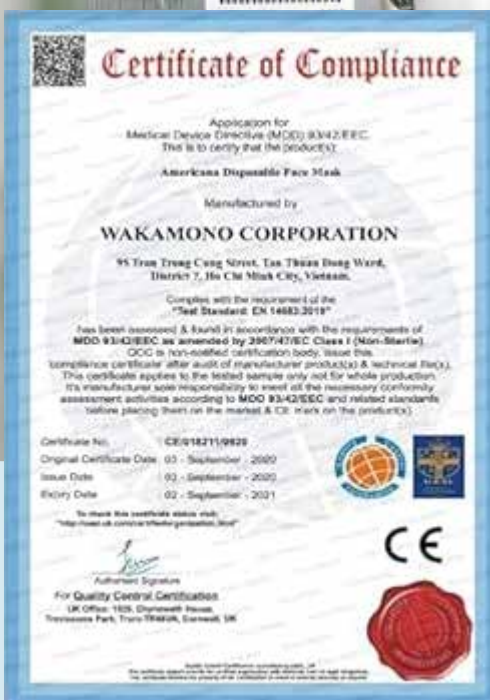 Certificate of Compliance
Application for
Medical Device Directive (MDD) 93/42/EEC
This is to certify that the product(s):
Americana Disposable Face Mask
Manufactured by
WAKAMONO CORPORATION
95 Tran Trong Cung Street, Tan Thuan Dong Ward,
District 7, Ho Chi Minh City, Vietnam.
Complies with the requirement of the
"Test Standard: EN 14683:2019"
has been assessed & found in accordance with the requirements of
MDD 93/42/EEC as amended by 2007/47/EC Class I (Non-Sterile)
is non-notified certification body. Issue this
compliance certificate after audit of manufacturer product(s) & technical file(s).
This certificate applies to the tested sample only not for whole production
It's manufacturer sole responsibility to meet all the necessary conformity
assessment activities according to MDD 93/42/EEC and related standards
before placing them on the market & CE mark on the product(s).
Certificate No.
Original Certificate Date 03 - September - 2020
Issue Date 03 - September - 2020
Expiry Date 02 - September - 2021
To check this certificate status visit:
Authorised Signature
For Quality Control Certification
UK Office:
Park, Cornwall, UK
CE